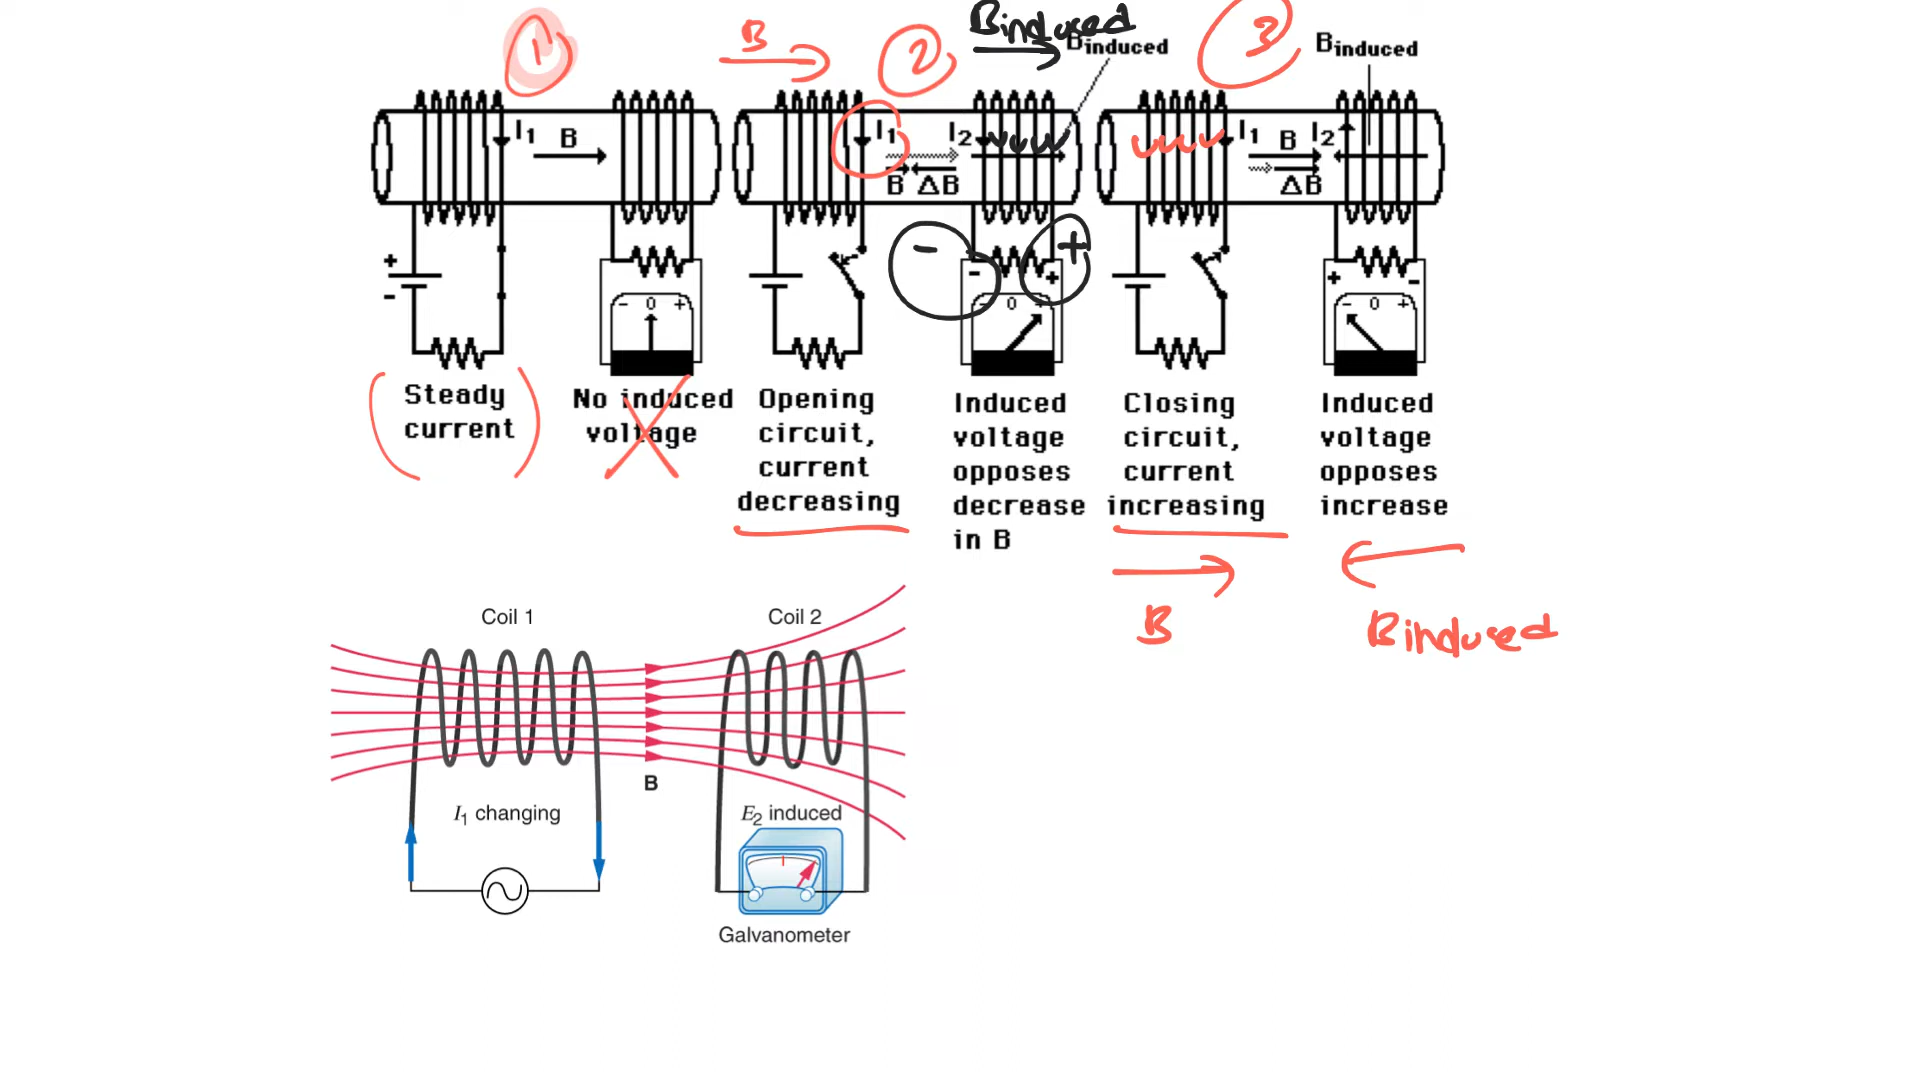 1
B
2
Binduced
Binduced
3
Binduced
I1
B
I1
I2
B
ΔB
I1
B
I2
ΔB
+
-
- 0 +
-
+
-
+
- 0 +
+
-
- 0 +
Steady
current
No induced
voltage
Opening
circuit,
current
decreasing
Induced
voltage
opposes
decrease
in B
Closing
circuit,
current
increasing
Induced
voltage
opposes
increase
B
Binduced
Coil 1
Coil 2
B
I1 changing
E2 induced
Galvanometer